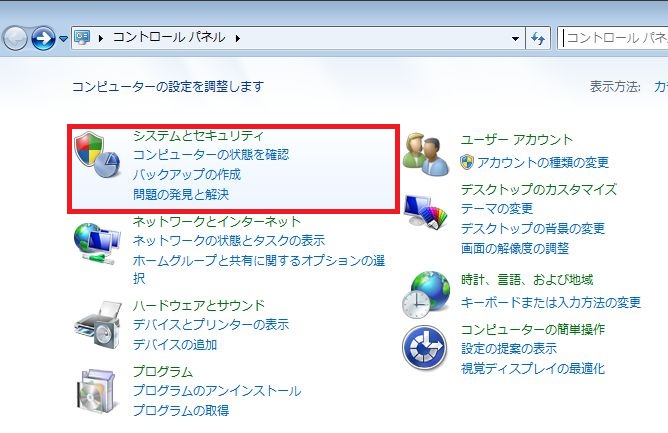 コントロール パネル
コントロール パネ
コンピューターの設定を調整します
表示方法:
システムとセキュリティ
コンピューターの状態を確認
バックアップの作成
問題の発見と解決
ネットワークとインターネット
ネットワークの状態とタスクの表示
ホームグループと共有に関するオプションの選
択
ハードウェアとサウンド
デバイスとプリンターの表示
デバイスの追加
プログラム
プログラムのアンインストール
プログラムの取得
ユーザー アカウント
アカウントの種類の変更
デスクトップのカスタマイズ
テーマの変更
デスクトップの背景の変更
画面の解像度の調整
時計、言語、および地域
キーボードまたは入力方法の変更
コンピューターの簡単操作
設定の提案の表示
視覚ディスプレイの最適化